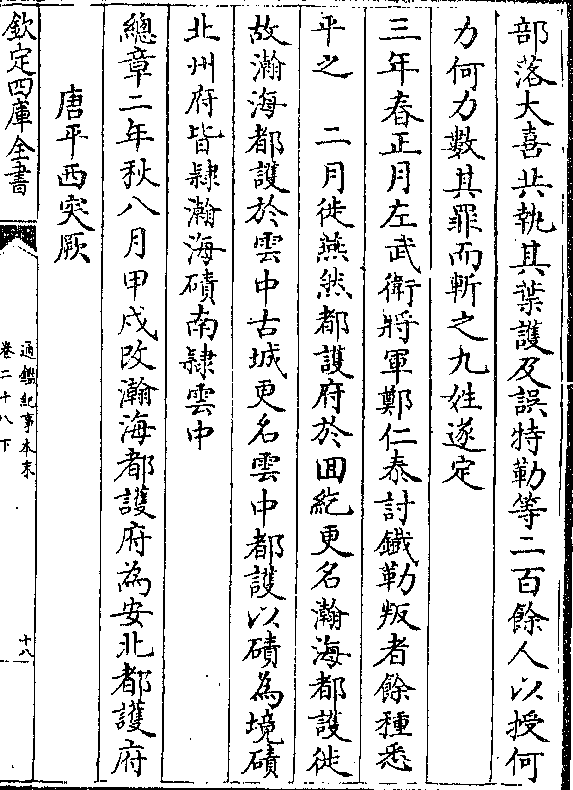 部落大喜共執其葉護及設特勒等二百餘人以授何
力何力數其罪而斬之九姓遂定
三年春正月左武衛將軍鄭仁泰討鐵勒叛者餘種悉
平之　二月徙燕然都護府於囘紇更名瀚海都護徙
故瀚海都護於雲中古城更名雲中都護以磧為境磧
北州府皆隸瀚海磧南隸雲中
總章二年秋八月甲戌改瀚海都護府為安北都護府
唐平西突厥
欽定四庫全書
通鑑紀事本末
卷二十八下
十八